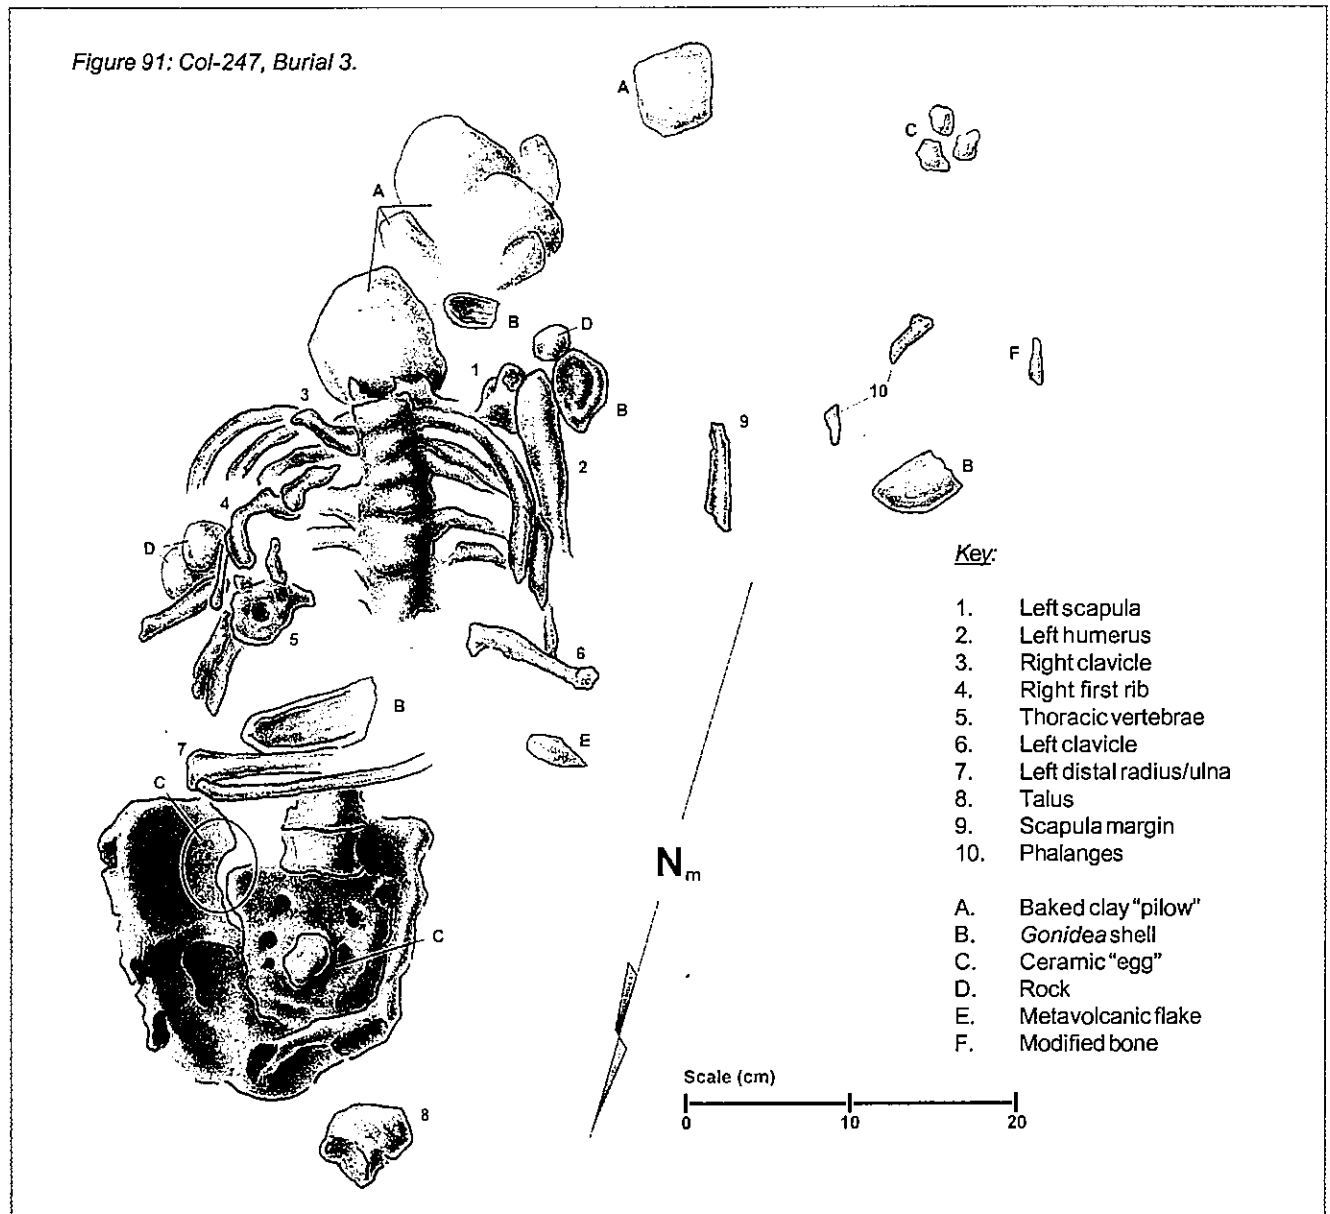 Figure 91: Col-247, Burial 3.
A
C
A
B
D
1
B
3
2
4
9
10
F
B
D
5
6
B
E
7
C
C
8
Key:
1. Left scapula
2. Left humerus
3. Right clavicle
4. Right first rib
5. Thoracic vertebrae
6. Left clavicle
7. Left distal radius/ulna
8. Talus
9. Scapula margin
10. Phalanges
A. Baked clay "pilow"
B. Gonidea shell
C. Ceramic "egg"
D. Rock
E. Metavolcanic flake
F. Modified bone
Nm
Scale (cm)
0 10 20